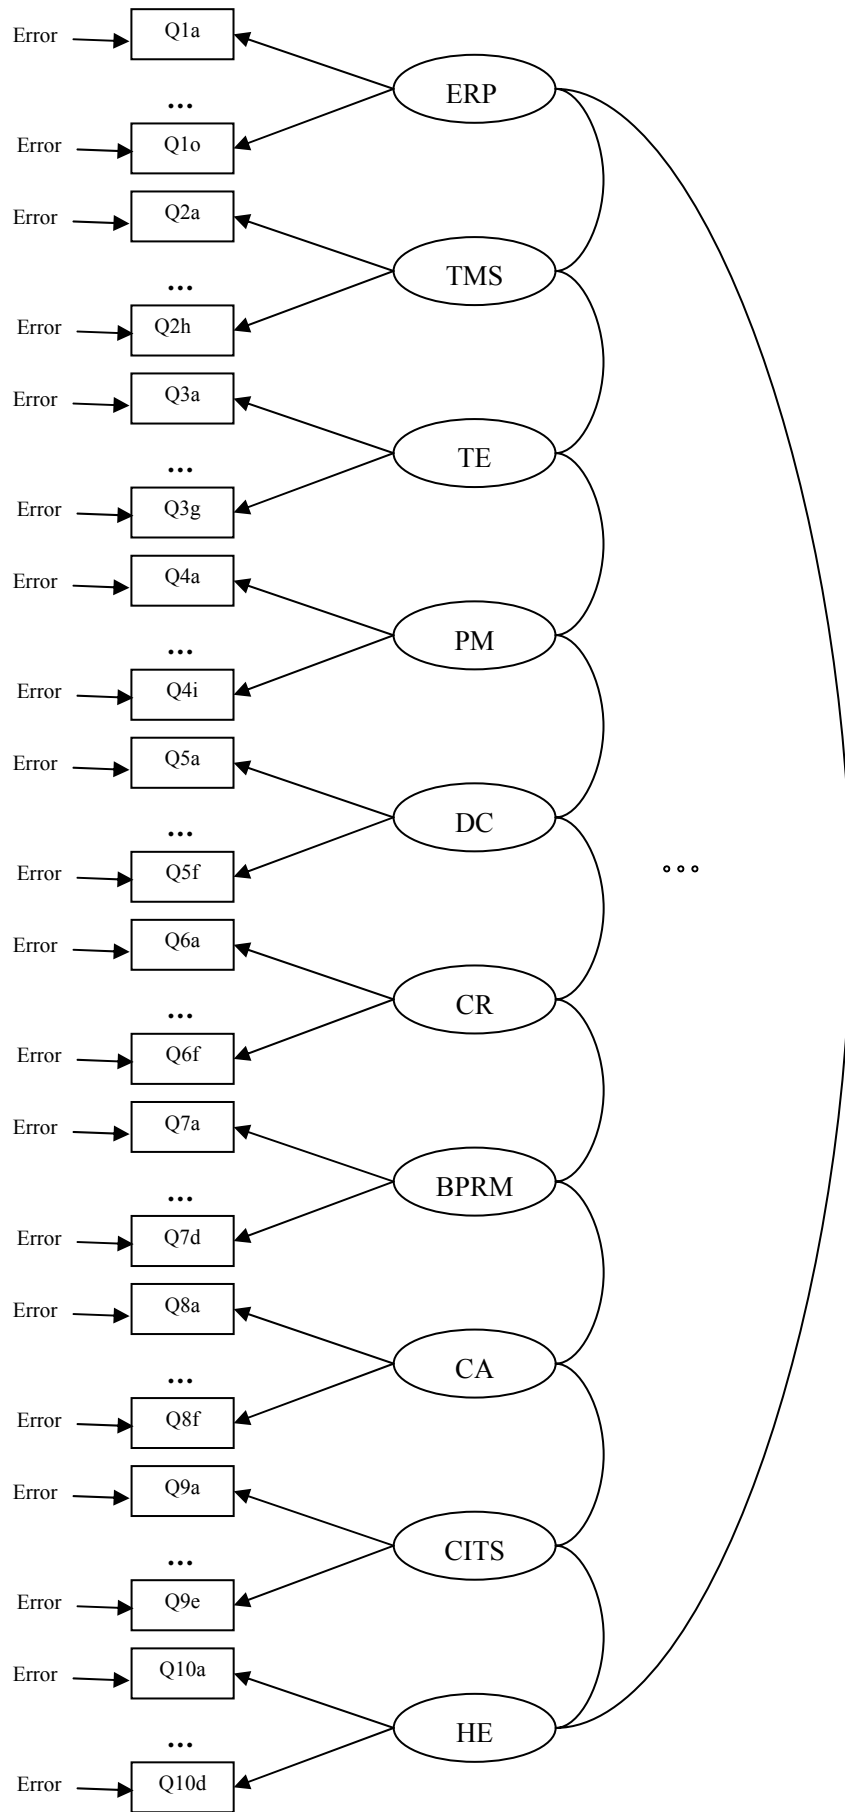 Error Q1a
ERP
...
Error Q1o
Error Q2a
TMS
...
Error Q2h
Error Q3a
TE
...
Error Q3g
Error Q4a
PM
...
Error Q4i
Error Q5a
DC
...
Error Q5f
Error Q6a
CR
...
Error Q6f
Error Q7a
BPRM
...
Error Q7d
Error Q8a
CA
...
Error Q8f
Error Q9a
CITS
...
Error Q9e
Error Q10a
HE
...
Error Q10d